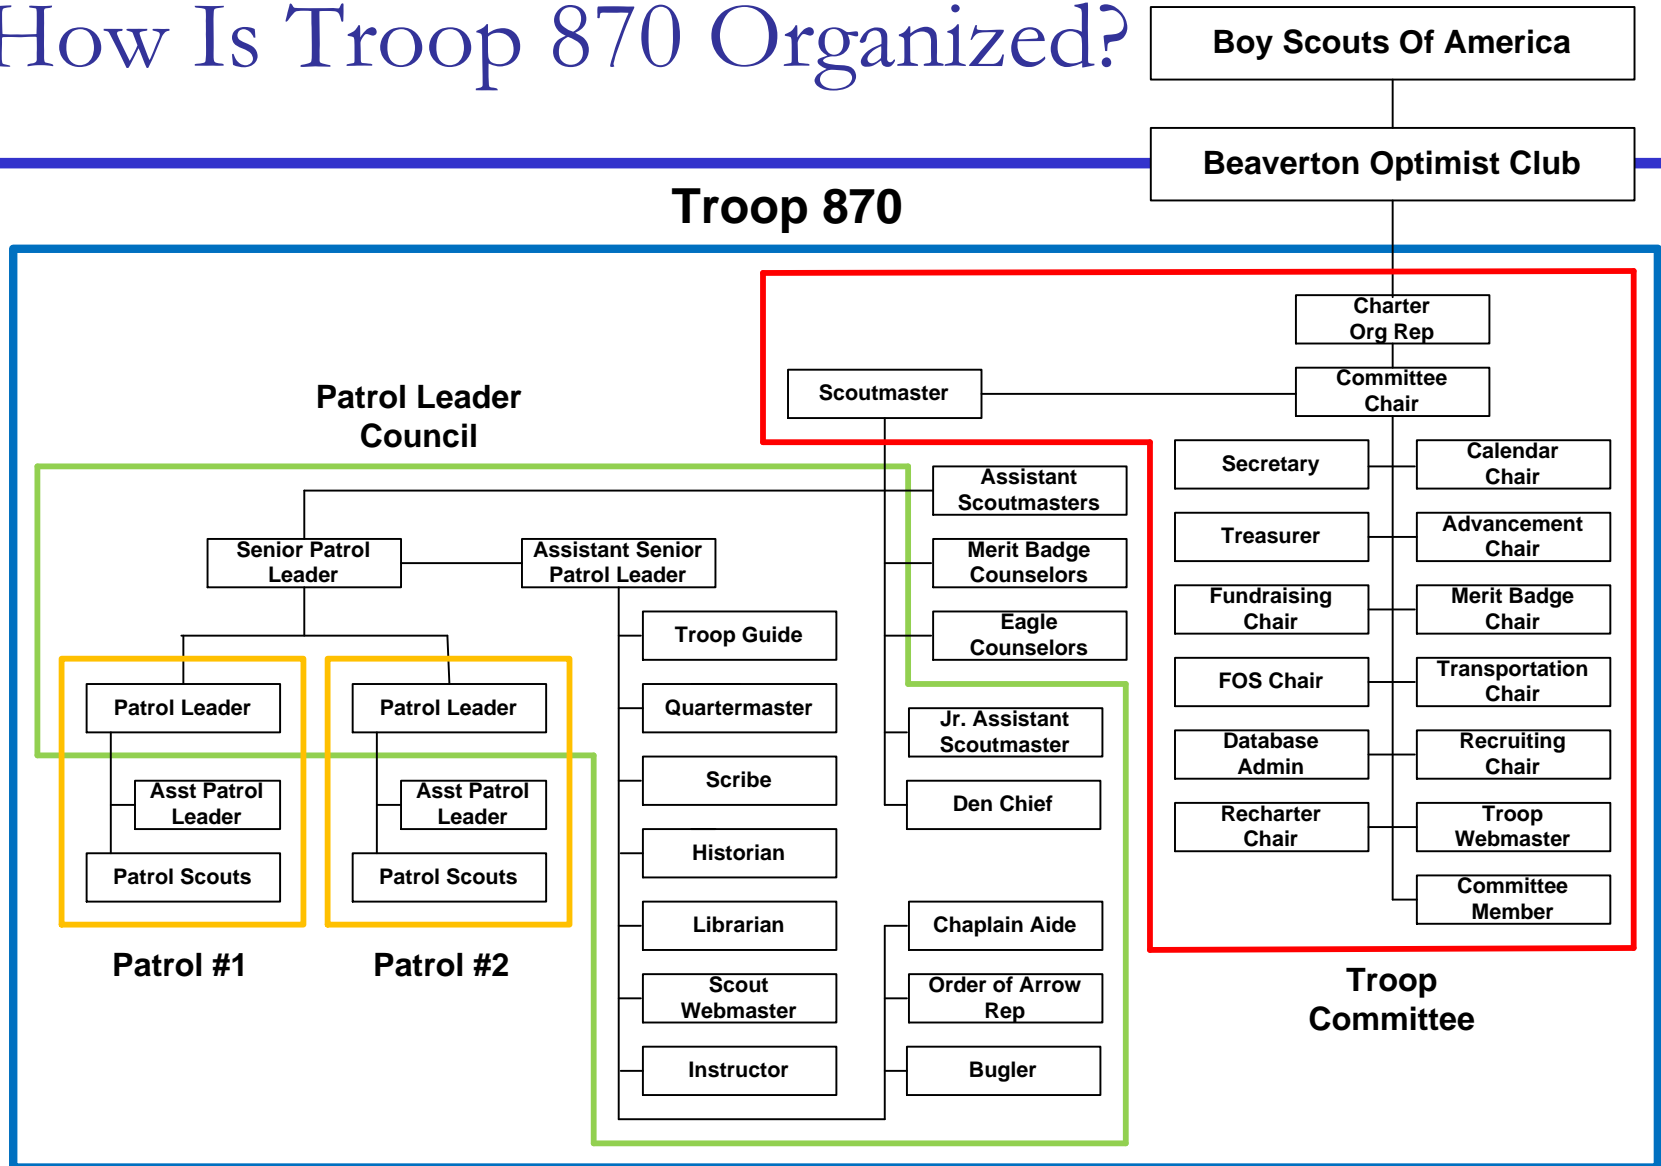 How Is Troop 870 Organized?
Boy Scouts Of America
Beaverton Optimist Club
Troop 870
Charter
Org Rep
Scoutmaster
Committee
Chair
Patrol Leader
Council
Secretary
Calendar
Chair
Assistant
Scoutmasters
Treasurer
Advancement
Chair
Senior Patrol
Leader
Assistant Senior
Patrol Leader
Merit Badge
Counselors
Fundraising
Chair
Merit Badge
Chair
Troop Guide
Eagle
Counselors
FOS Chair
Transportation
Chair
Patrol Leader
Patrol Leader
Quartermaster
Jr. Assistant
Scoutmaster
Database
Admin
Recruiting
Chair
Asst Patrol
Leader
Asst Patrol
Leader
Scribe
Den Chief
Recharter
Chair
Troop
Webmaster
Patrol Scouts
Patrol Scouts
Historian
Committee
Member
Librarian
Chaplain Aide
Patrol #1
Patrol #2
Scout
Webmaster
Order of Arrow
Rep
Troop
Committee
Instructor
Bugler